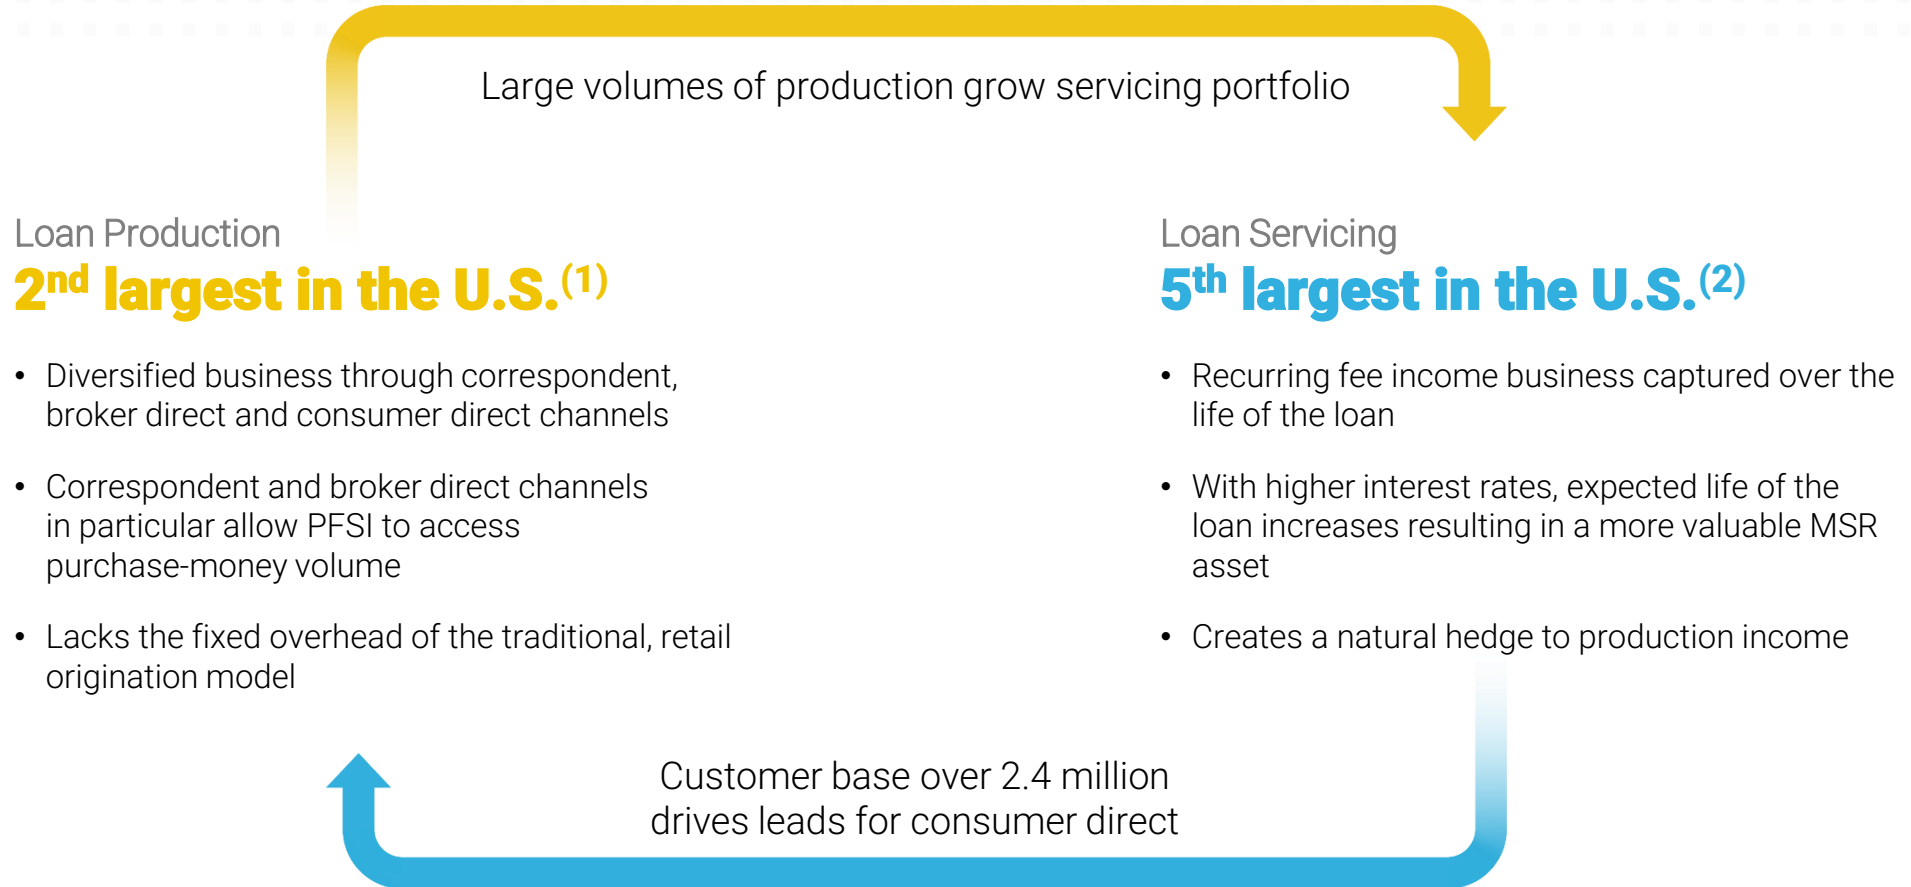 Large volumes of production grow servicing portfolio
Loan Production
2nd largest in the U.S.(1)
• Diversified business through correspondent,
broker direct and consumer direct channels
• Correspondent and broker direct channels
in particular allow PFSI to access
purchase-money volume
• Lacks the fixed overhead of the traditional, retail
origination model
Loan Servicing
5th largest in the U.S.(2)
• Recurring fee income business captured over the
life of the loan
• With higher interest rates, expected life of the
loan increases resulting in a more valuable MSR
asset
• Creates a natural hedge to production income
Customer base over 2.4 million
drives leads for consumer direct